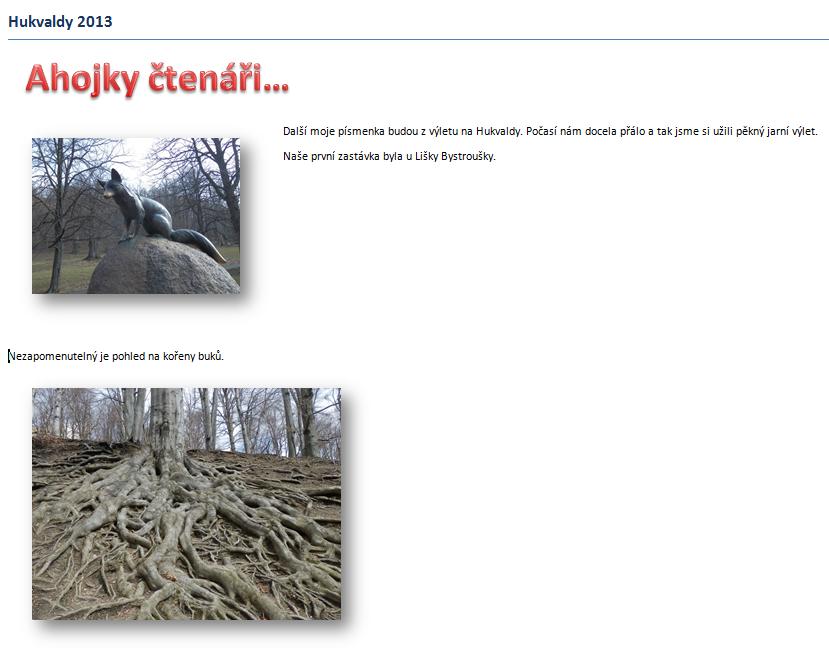 Hukvaldy 2013
Ahojky čtenáři...
Další moje písmenka budou z výletu na Hukvaldy. Počasí nám docela přálo a tak jsme si užili pěkný jarní výlet.
Naše první zastávka byla u Lišky Bystroušky.
Nezapomenutelný je pohled na kořeny buků.